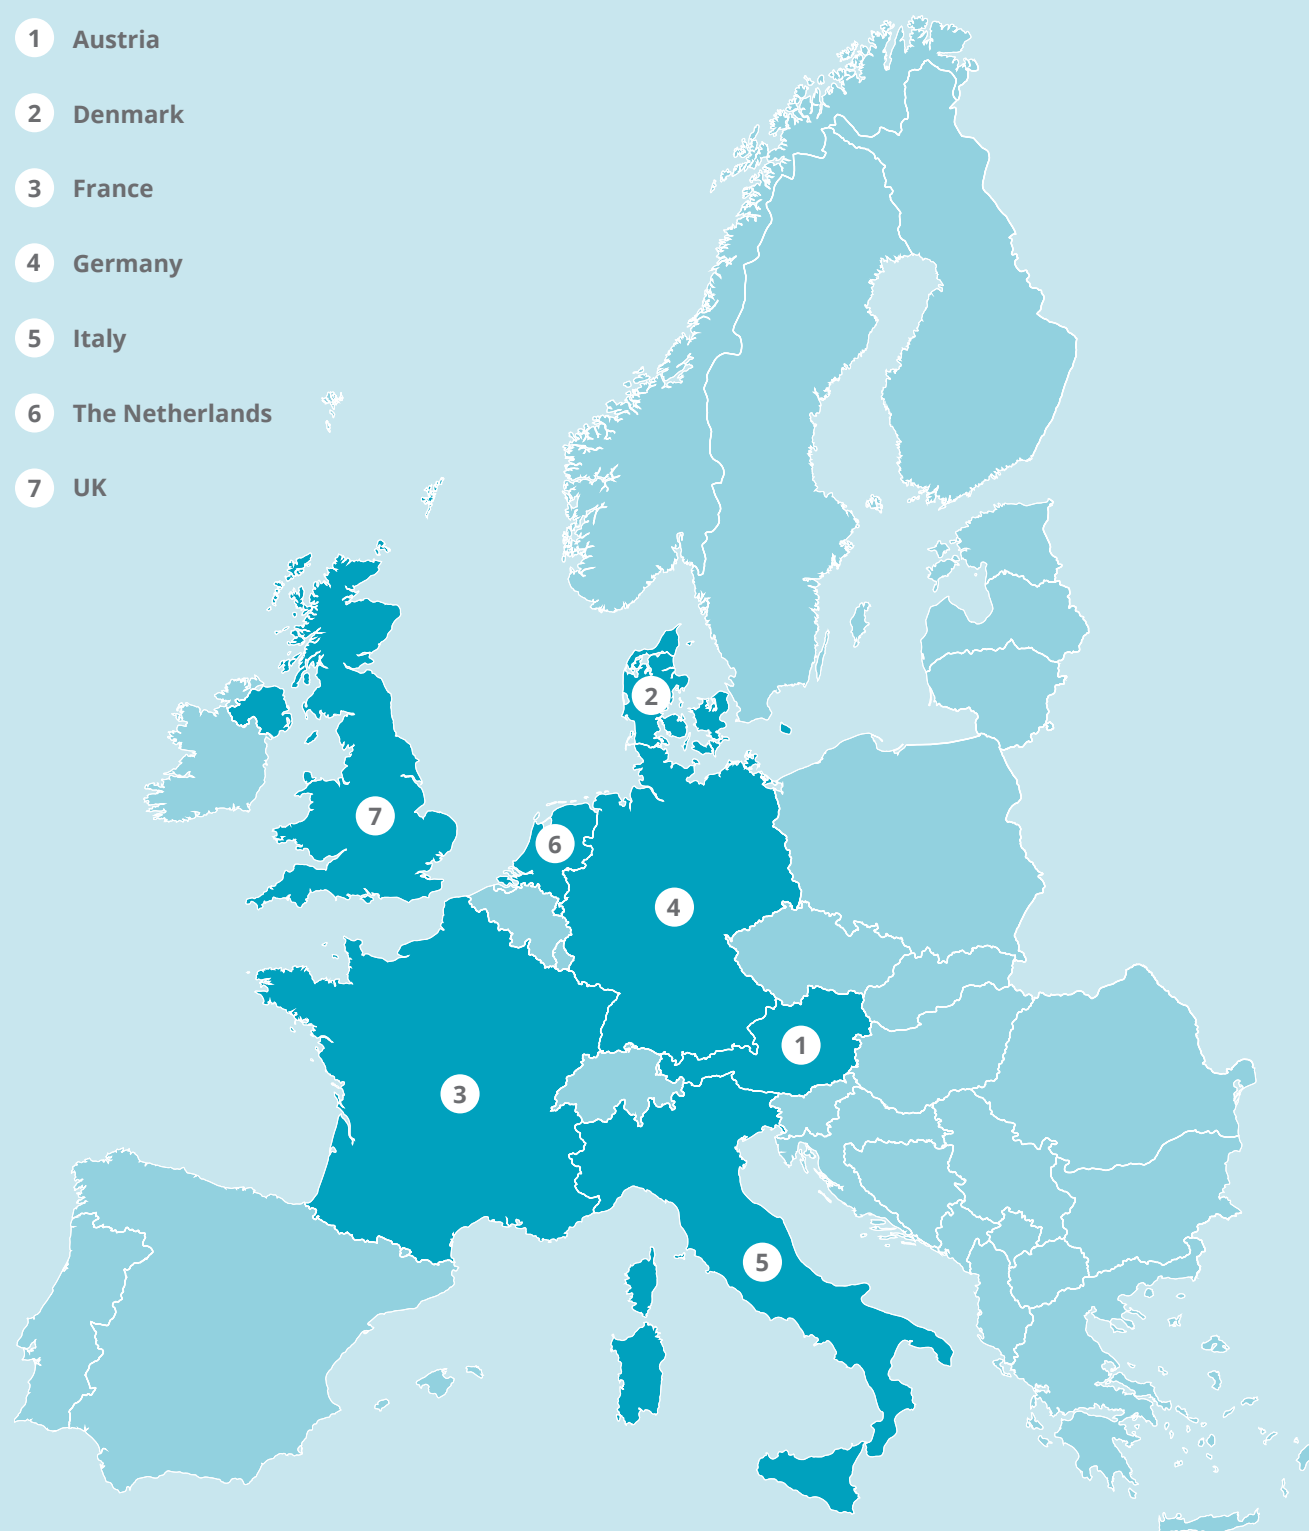 1 Austria
2 Denmark
3 France
4 Germany
5 Italy
6 The Netherlands
7 UK
2
7
6
4
1
3
5